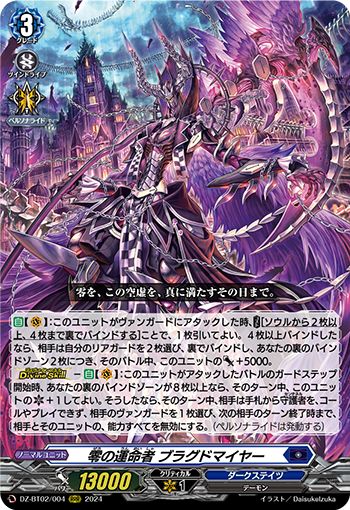 3
グレード
ツインドライブ
ペルソナライド
零を、この空虚を、真に満たすその日まで。
【自】【(V)】：このユニットがヴァンガードにアタックした時、【ソウルから２枚以
上、４枚まで裏でバインドする】ことで、１枚引いてよい。４枚以上バインドした
なら、相手は自分のリアガードを２枚選び、裏でバインドし、あなたの裏のバイン
ドゾーン２枚につき、そのバトル中、このユニットの+5000。
【自】【(V)】：このユニットがアタックしたバトルのガードステップ
開始時、あなたの裏のバインドゾーンが８枚以上なら、そのバトル中、このユニッ
トの+1してよい。そうしたなら、そのバトル中、相手は手札から守護者を、コー
ルやプレイできず、相手のヴァンガードを１枚選び、次の相手のターン終了時まで、
相手とそのユニットの、能力すべてを無効にする。（ペルソナライドは発動する）
ノーマルユニット
零の運命者 ブラグドマイヤー
パワー
13000
クリティカル
1
ダークステイツ
デーモン
DZ-BT02/004 RRR 2024
イラスト／DaisukeIzuka